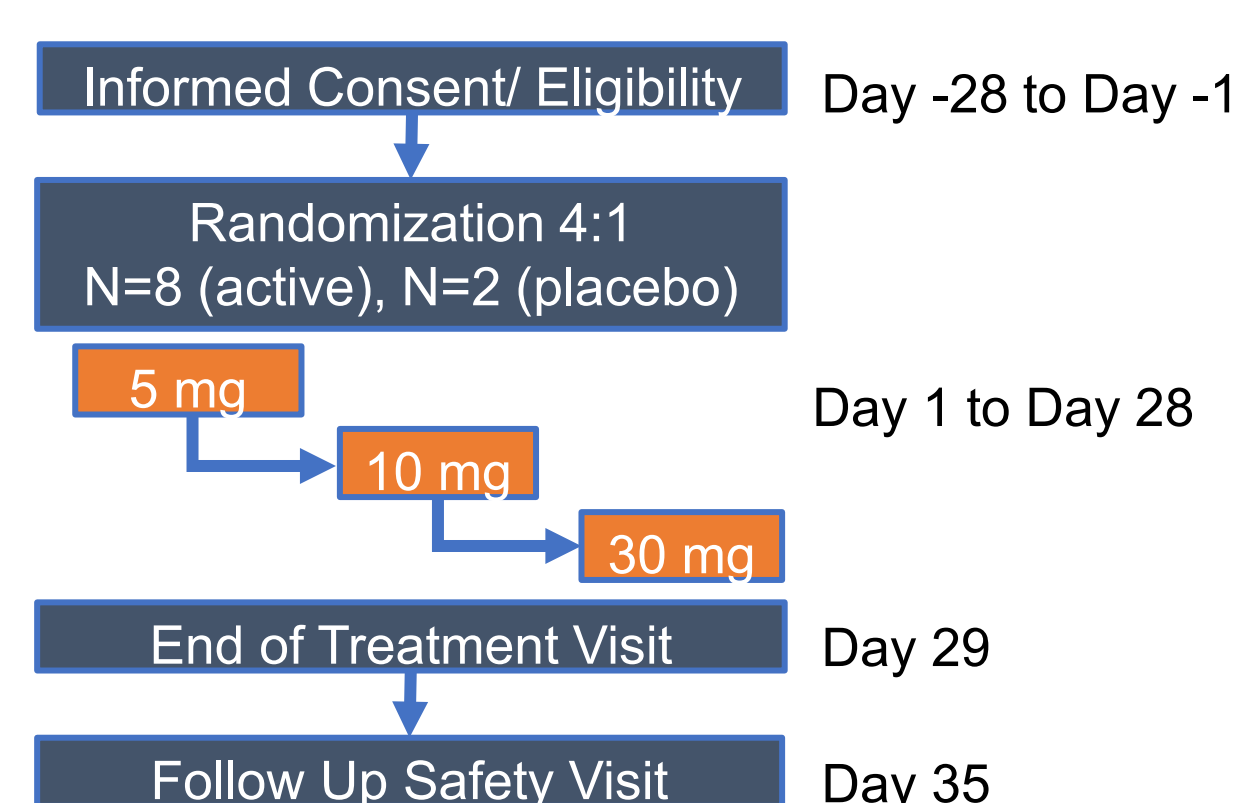 Informed Consent/ Eligibility
Day -28 to Day -1
Randomization 4:1
N=8 (active), N=2 (placebo)
5 mg
Day 1 to Day 28
10 mg
30 mg
End of Treatment Visit
Day 29
Follow Up Safety Visit
Day 35